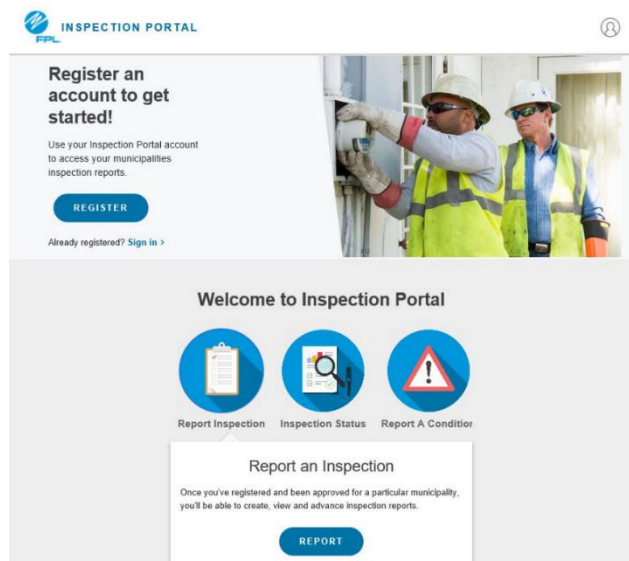 FPL
INSPECTION PORTAL
Register an
account to get
started!
Use your Inspection Portal account
to access your municipalities
inspection reports.
REGISTER
Already registered? Sign in >
Welcome to Inspection Portal
Report Inspection Inspection Status Report A Condition
Report an Inspection
Once you've registered and been approved for a particular municipality,
you'll be able to create, view and advance inspection reports.
REPORT